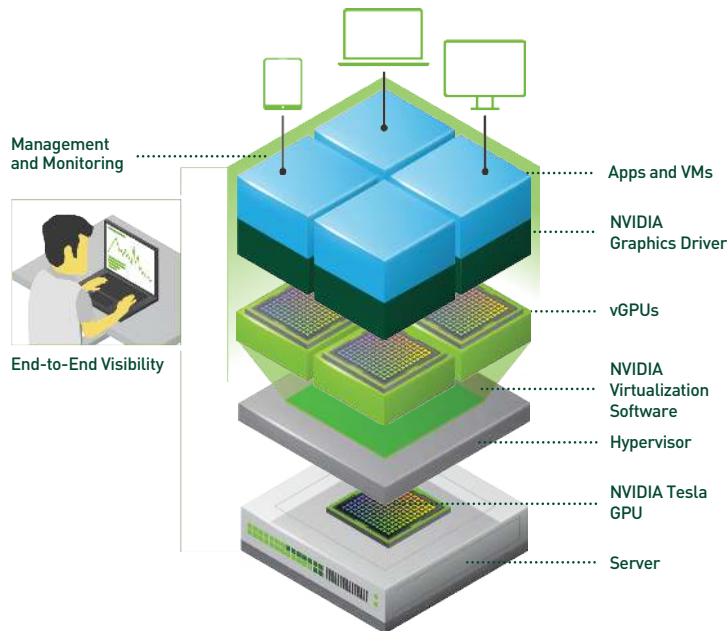 Management
and Monitoring
End-to-End Visibility
Apps and VMs
NVIDIA
Graphics Driver
vGPUs
NVIDIA
Virtualization
Software
Hypervisor
NVIDIA Tesla
GPU
Server